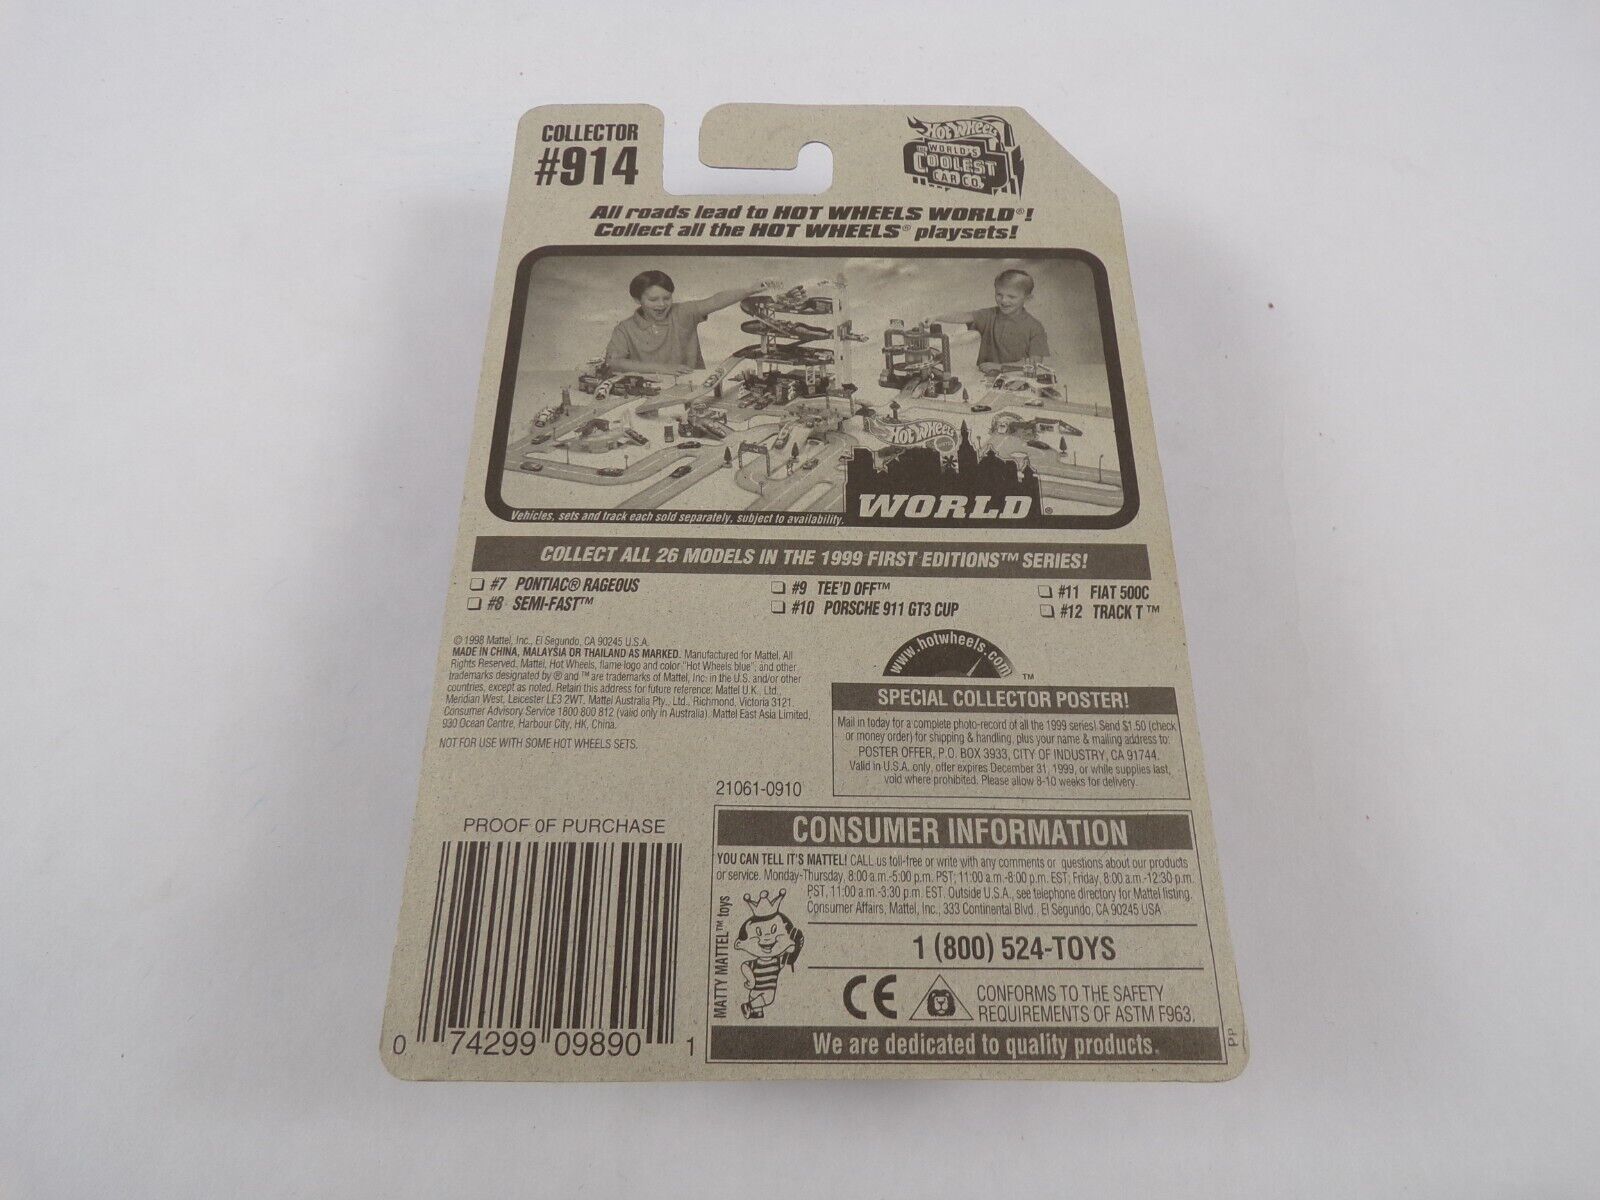 COLLECTOR
#914
HOT WHEELS
THE WORLD'S
COOLEST
CAR CO.
All roads lead to HOT WHEELS WORLD®!
Collect all the HOT WHEELS® playsets!
HOT WHEELS
WORLD®
Vehicles, sets and track each sold separately, subject to availability.
COLLECT ALL 26 MODELS IN THE 1999 FIRST EDITIONS™ SERIES!
#7 PONTIAC® RAGEOUS
#8 SEMI-FAST™
#9 TEE'D OFF™
#10 PORSCHE 911 GT3 CUP
#11 FIAT 500C
#12 TRACK T™
© 1998 Mattel, Inc., El Segundo, CA 90245 U.S.A.
MADE IN CHINA, MALAYSIA OR THAILAND AS MARKED. Manufactured for Mattel. All
Rights Reserved. Mattel, Hot Wheels, flame logo and color "Hot Wheels blue", and other
trademarks designated by ® and ™ are trademarks of Mattel, Inc. in the U.S. and/or other
countries, except as noted. Retain this address for future reference: Mattel U.K. Ltd.,
Meridian West, Leicester LE3 2WT. Mattel Australia Pty., Ltd., Richmond, Victoria 3121.
Consumer Advisory Service 1800 800 812 (valid only in Australia). Mattel East Asia Limited,
930 Ocean Centre, Harbour City, HK, China.
NOT FOR USE WITH SOME HOT WHEELS SETS.
www.hotwheels.com
™
SPECIAL COLLECTOR POSTER!
Mail in today for a complete photo-record of all the 1999 series! Send $1.50 (check
or money order) for shipping & handling, plus your name & mailing address to:
POSTER OFFER, P.O. BOX 3933, CITY OF INDUSTRY, CA 91744.
Valid in U.S.A. only, offer expires December 31, 1999, or while supplies last,
void where prohibited. Please allow 8-10 weeks for delivery.
21061-0910
PROOF OF PURCHASE
0 74299 09890 1
CONSUMER INFORMATION
YOU CAN TELL IT'S MATTEL! CALL us toll-free or write with any comments or questions about our products
or service. Monday-Thursday, 8:00 a.m.-5:00 p.m. PST; 11:00 a.m.-8:00 p.m. EST, Friday, 8:00 a.m.-12:30 p.m.
PST, 11:00 a.m.-3:30 p.m. EST. Outside U.S.A., see telephone directory for Mattel listing.
Consumer Affairs, Mattel, Inc., 333 Continental Blvd., El Segundo, CA 90245 USA
MATTY MATTEL™ toys
1 (800) 524-TOYS
CE
CONFORMS TO THE SAFETY
REQUIREMENTS OF ASTM F963.
We are dedicated to quality products.
PP